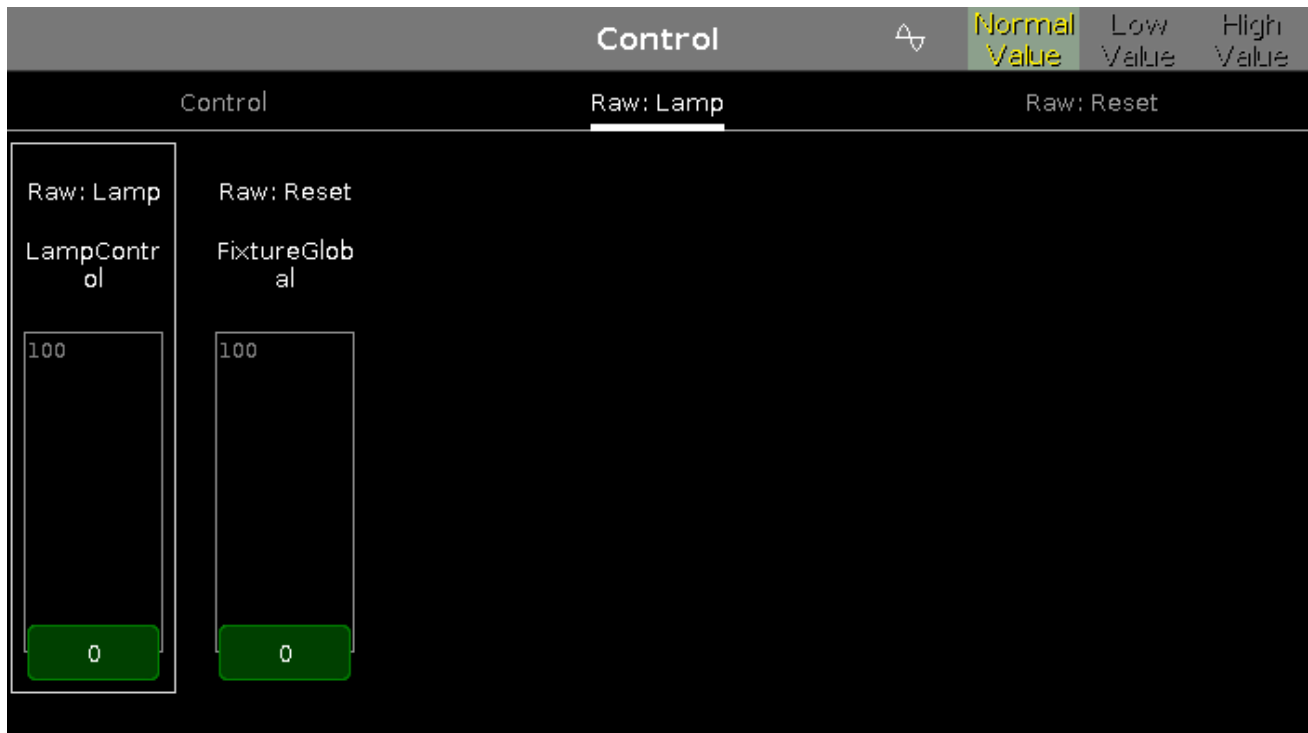 Control
Normal Value
Low Value
High Value
Control
Raw: Lamp
Raw: Reset
Raw: Lamp
Raw: Reset
LampContr
ol
FixtureGlob
al
100
100
0
0